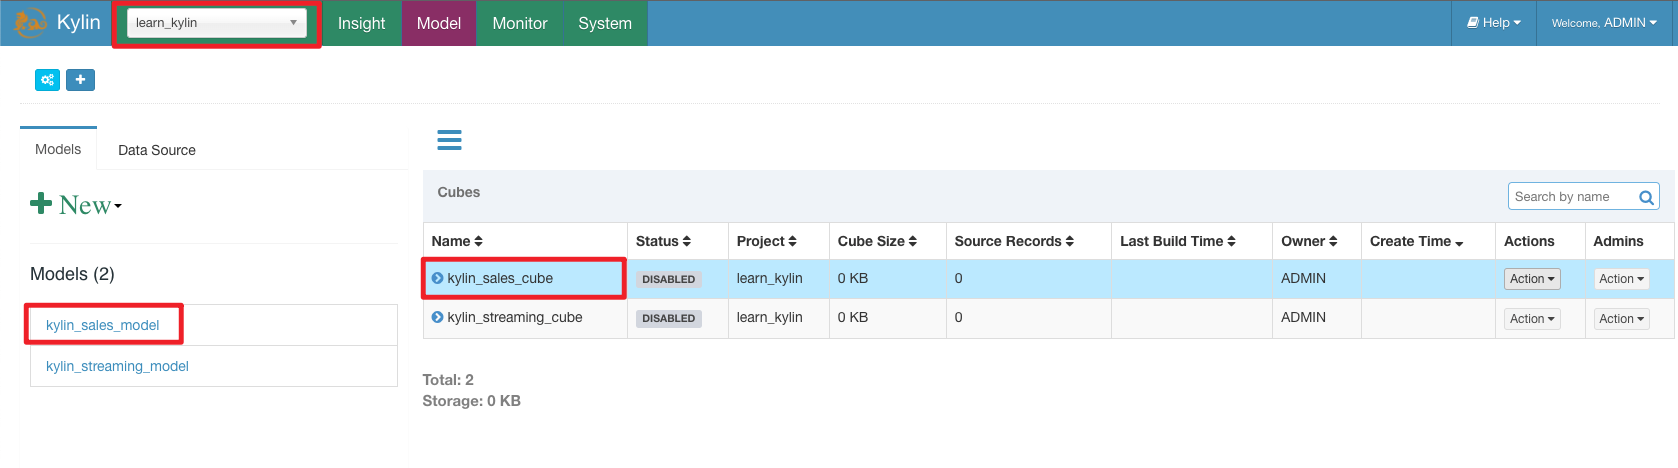 Kylin learn_kylin Insight Model Monitor System Help Welcome, ADMIN
Models Data Source
New
Models (2)
kylin_sales_model
kylin_streaming_model
Cubes Search by name
Name Status Project Cube Size Source Records Last Build Time Owner Create Time Actions Admins
kylin_sales_cube DISABLED learn_kylin 0 KB 0 ADMIN Action Action
kylin_streaming_cube DISABLED learn_kylin 0 KB 0 ADMIN Action Action
Total: 2
Storage: 0 KB